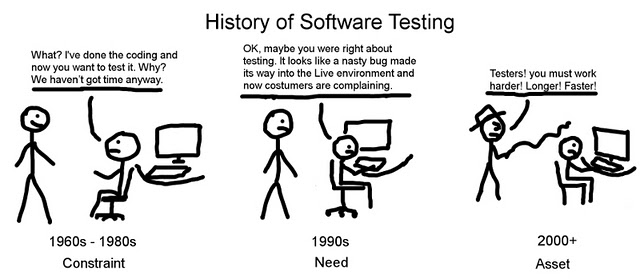 History of Software Testing
What? I've done the coding and
now you want to test it. Why?
We haven't got time anyway.
OK, maybe you were right about
testing. It looks like a nasty bug made
its way into the Live environment and
now costumers are complaining.
Testers! you must work
harder! Longer! Faster!
1960s - 1980s
Constraint
1990s
Need
2000+
Asset